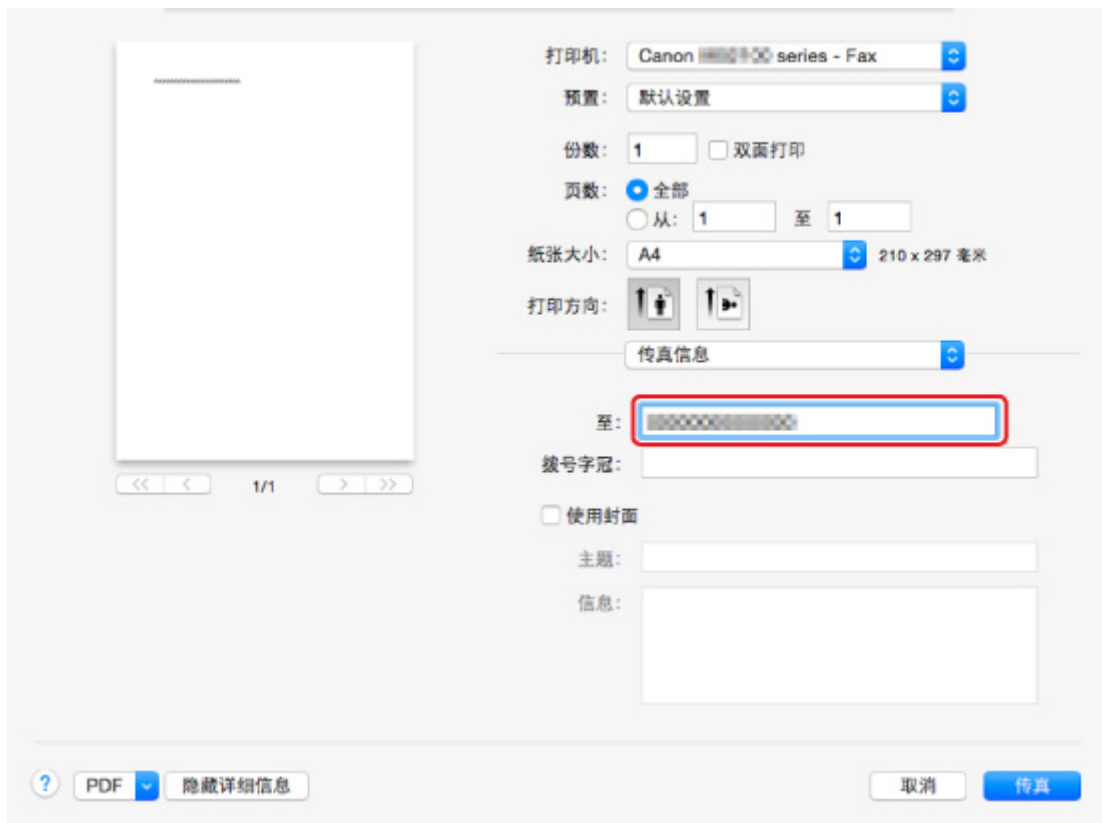 打印机： Canon series - Fax
预置： 默认设置
份数： 1 双面打印
页数： 全部
从： 1 至 1
纸张大小： A4 210 x 297 毫米
打印方向：
传真信息
至：
拨号字冠：
1/1
使用封面
主题：
信息：
? PDF 隐藏详细信息 取消 传真